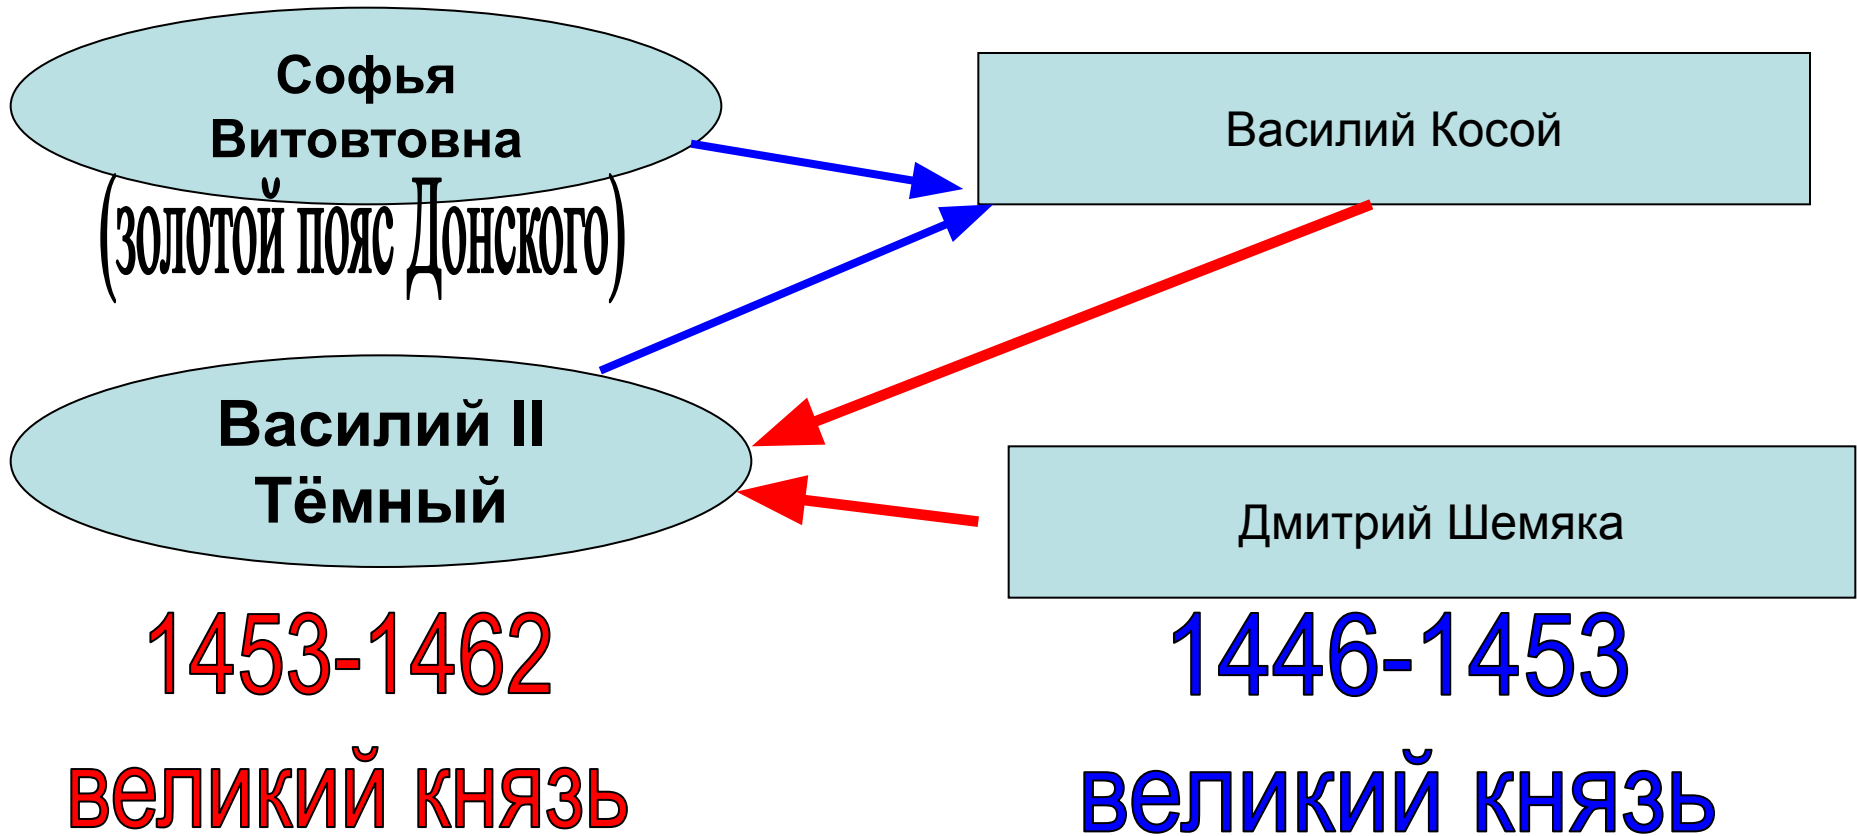 Софья
Витовтовна
(золотой пояс Донского)
Василий Косой
Василий II
Тёмный
Дмитрий Шемяка
1453-1462
великий князь
1446-1453
великий князь